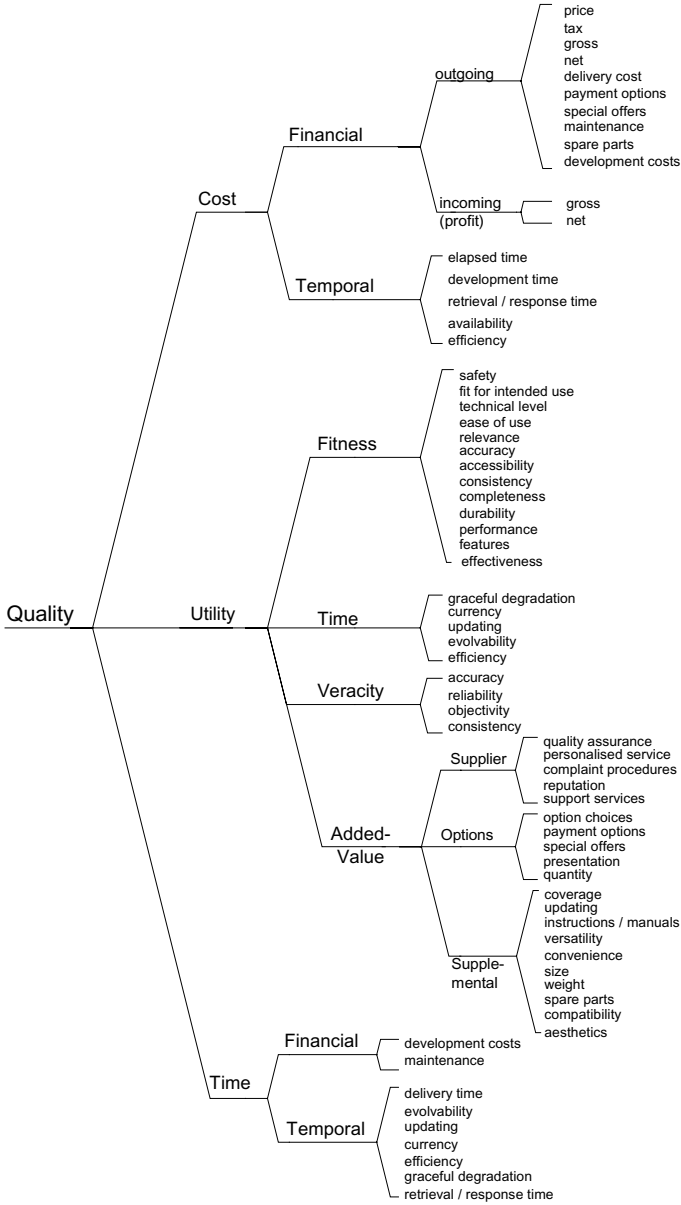 Quality
Cost
Financial
outgoing
price
tax
gross
net
delivery cost
payment options
special offers
maintenance
spare parts
development costs
incoming
(profit)
gross
net
Temporal
elapsed time
development time
retrieval / response time
availability
efficiency
Utility
Fitness
safety
fit for intended use
technical level
ease of use
relevance
accuracy
accessibility
consistency
completeness
durability
performance
features
effectiveness
Time
graceful degradation
currency
updating
evolvability
efficiency
Veracity
accuracy
reliability
objectivity
consistency
Added-
Value
Supplier
quality assurance
personalised service
complaint procedures
reputation
support services
Options
option choices
payment options
special offers
presentation
quantity
Supple-
mental
coverage
updating
instructions / manuals
versatility
convenience
size
weight
spare parts
compatibility
aesthetics
Time
Financial
development costs
maintenance
Temporal
delivery time
evolvability
updating
currency
efficiency
graceful degradation
retrieval / response time